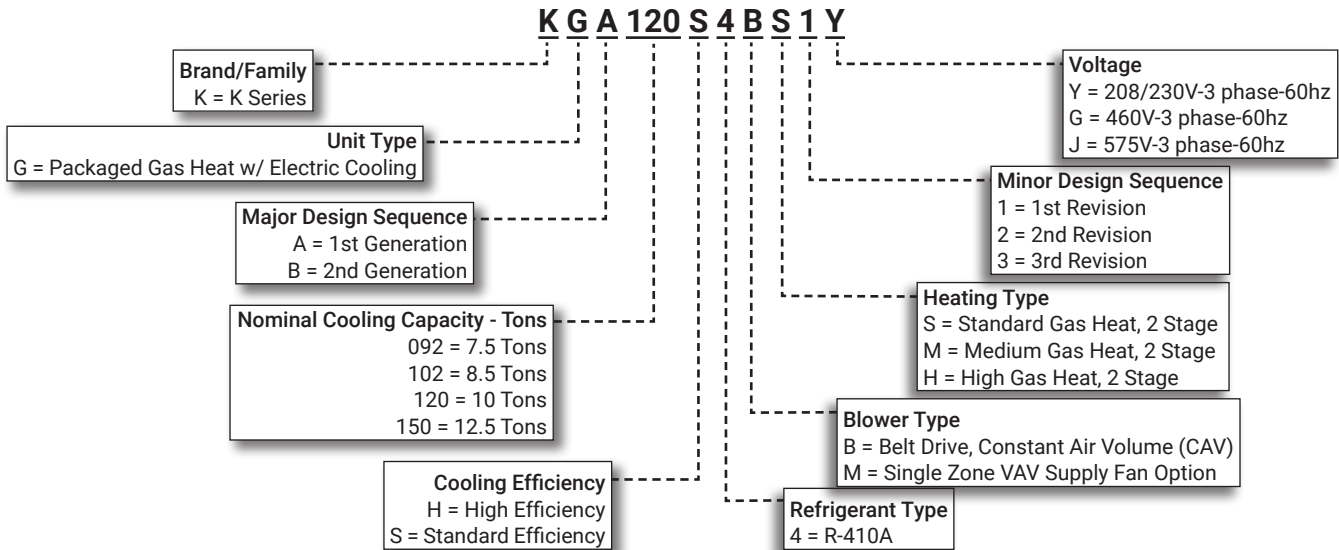 K G A 120 S 4 B S 1 Y
Brand/Family
K = K Series
Unit Type
G = Packaged Gas Heat w/ Electric Cooling
Major Design Sequence
A = 1st Generation
B = 2nd Generation
Nominal Cooling Capacity - Tons
092 = 7.5 Tons
102 = 8.5 Tons
120 = 10 Tons
150 = 12.5 Tons
Cooling Efficiency
H = High Efficiency
S = Standard Efficiency
Refrigerant Type
4 = R-410A
Blower Type
B = Belt Drive, Constant Air Volume (CAV)
M = Single Zone VAV Supply Fan Option
Heating Type
S = Standard Gas Heat, 2 Stage
M = Medium Gas Heat, 2 Stage
H = High Gas Heat, 2 Stage
Minor Design Sequence
1 = 1st Revision
2 = 2nd Revision
3 = 3rd Revision
Voltage
Y = 208/230V-3 phase-60hz
G = 460V-3 phase-60hz
J = 575V-3 phase-60hz